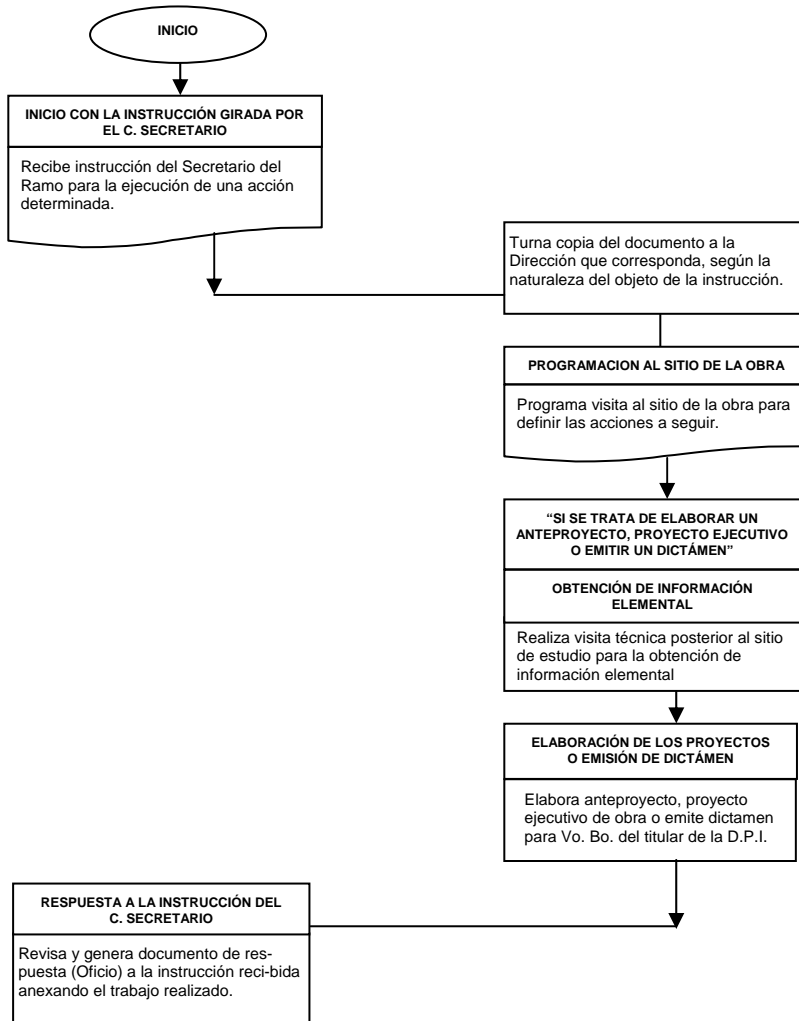 INICIO
INICIO CON LA INSTRUCCIÓN GIRADA POR
EL C. SECRETARIO
Recibe instrucción del Secretario del
Ramo para la ejecución de una acción
determinada.
Turna copia del documento a la
Dirección que corresponda, según la
naturaleza del objeto de la instrucción.
PROGRAMACION AL SITIO DE LA OBRA
Programa visita al sitio de la obra para
definir las acciones a seguir.
“SI SE TRATA DE ELABORAR UN
ANTEPROYECTO, PROYECTO EJECUTIVO
O EMITIR UN DICTÁMEN”
OBTENCIÓN DE INFORMACIÓN
ELEMENTAL
Realiza visita técnica posterior al sitio
de estudio para la obtención de
información elemental
ELABORACIÓN DE LOS PROYECTOS
O EMISIÓN DE DICTÁMEN
Elabora anteproyecto, proyecto
ejecutivo de obra o emite dictamen
para Vo. Bo. del titular de la D.P.I.
RESPUESTA A LA INSTRUCCIÓN DEL
C. SECRETARIO
Revisa y genera documento de res-
puesta (Oficio) a la instrucción reci-bida
anexando el trabajo realizado.